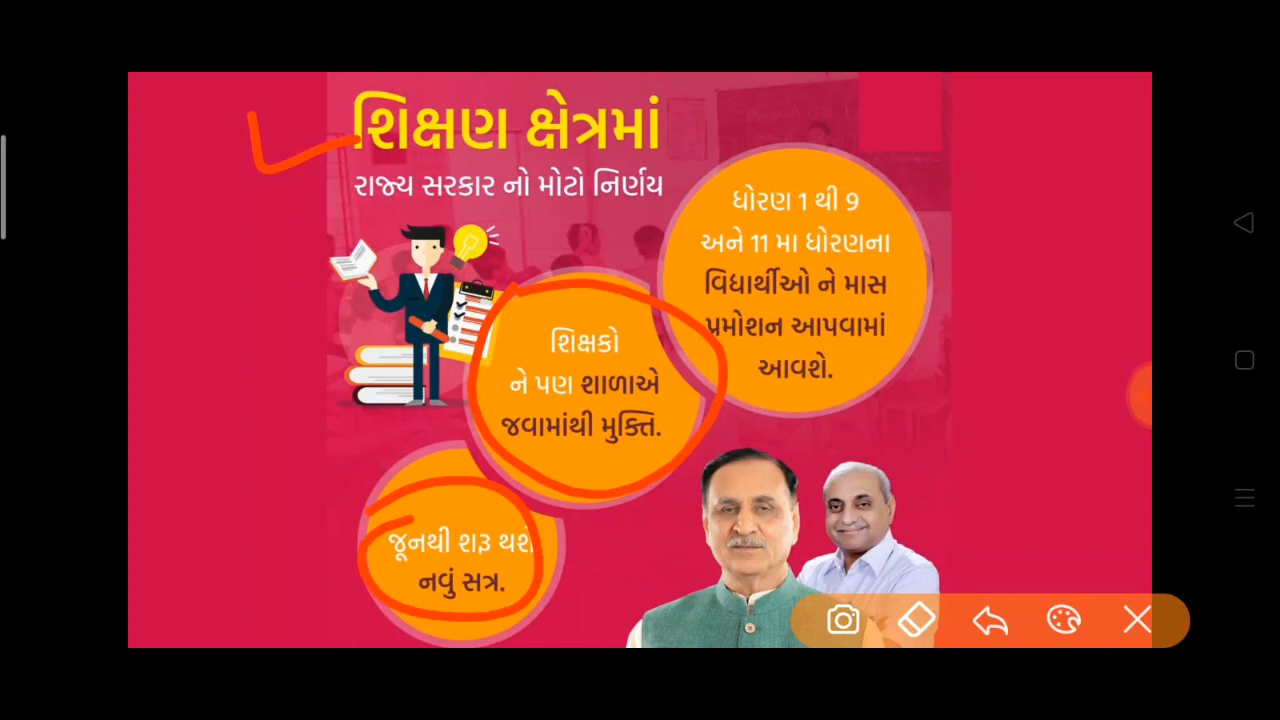 શિક્ષણ ક્ષેત્રમાં
રાજ્ય સરકાર નો મોટો નિર્ણય
ધોરણ 1 થી 9
અને 11 મા ધોરણના
વિદ્યાર્થીઓ ને માસ
પ્રમોશન આપવામાં
આવશે.
શિક્ષકો
ને પણ શાળાએ
જવામાંથી મુક્તિ.
જૂનથી શરૂ થશે
નવું સત્ર.